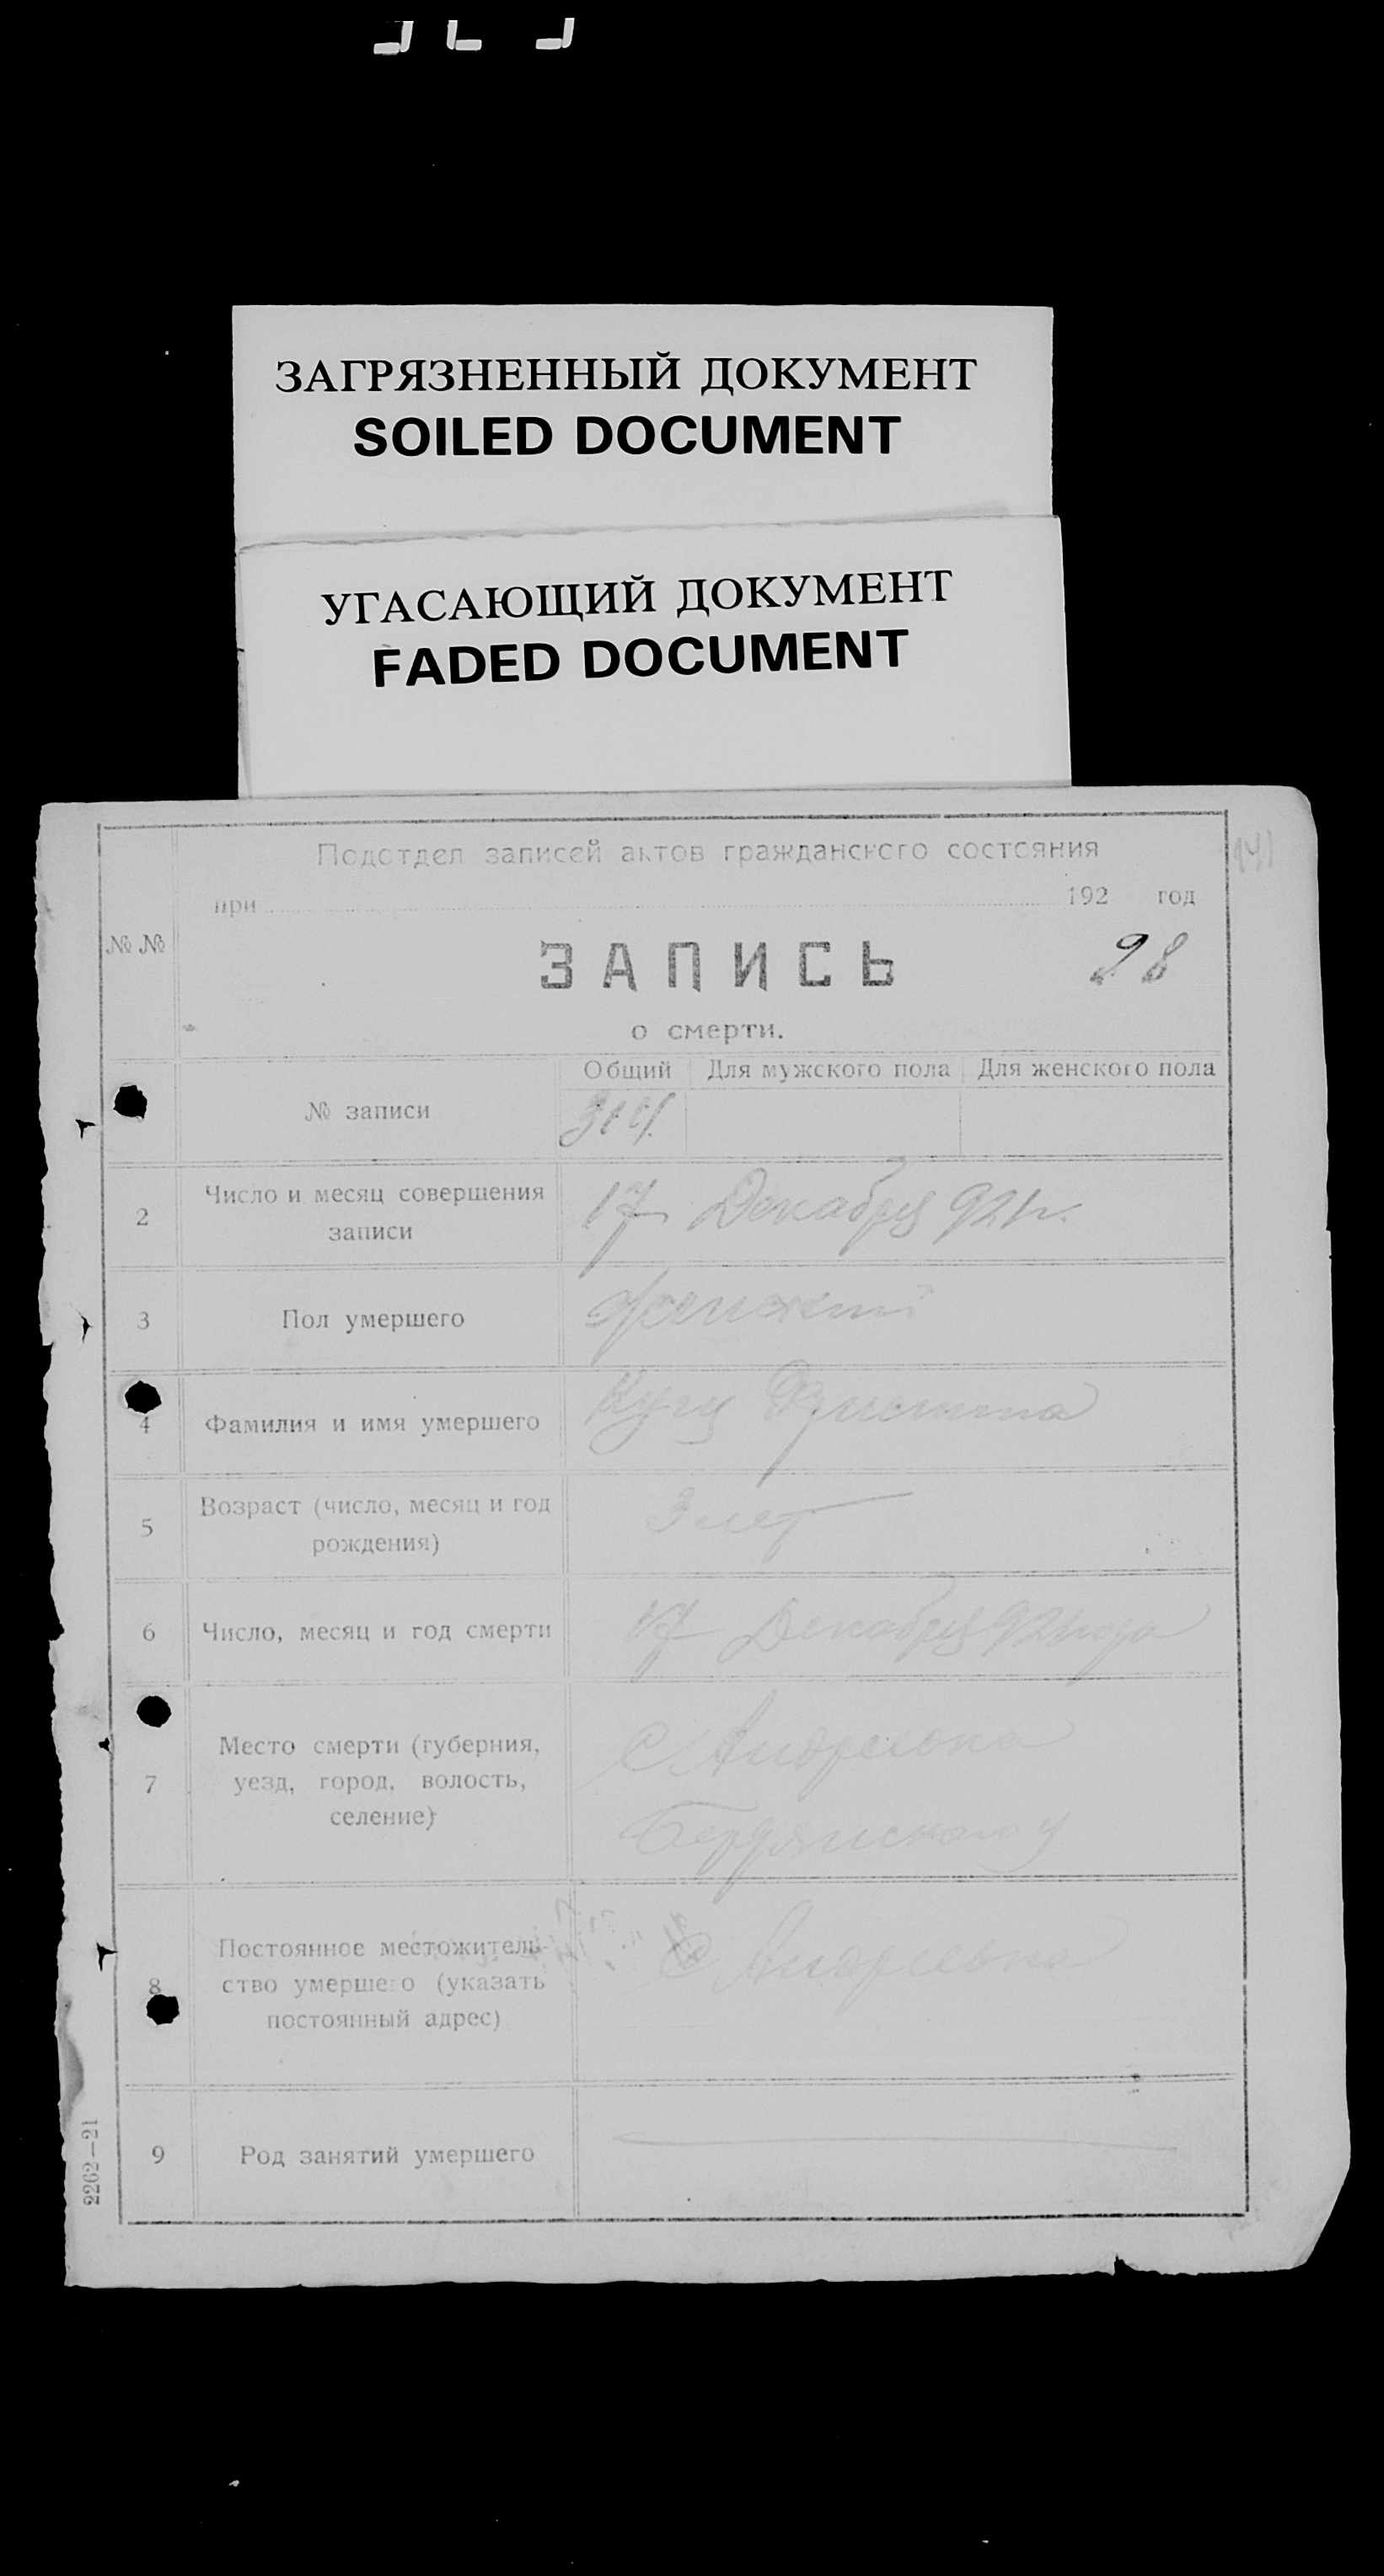 ЗАГРЯЗНЕННЫЙ ДОКУМЕНТ
SOILED DOCUMENT
УГАСАЮЩИЙ ДОКУМЕНТ
FADED DOCUMENT
Подотдел записей актов гражданского состояния
при 192 год
№ №
ЗАПИСЬ
28
о смерти.
Общий Для мужского пола Для женского пола
№ записи
2 Число и месяц совершения
записи
17 Декабря 921 г.
3 Пол умершего женский
4 Фамилия и имя умершего
5 Возраст (число, месяц и год
рождения)
3 лет
6 Число, месяц и год смерти 17 Декабря 921 года
7 Место смерти (губерния,
уезд, город, волость,
селение)
С Андреевка
Бердянского у
8 Постоянное местожитель-
ство умершего (указать
постоянный адрес)
С Андреевка
9 Род занятий умершего
2262—21